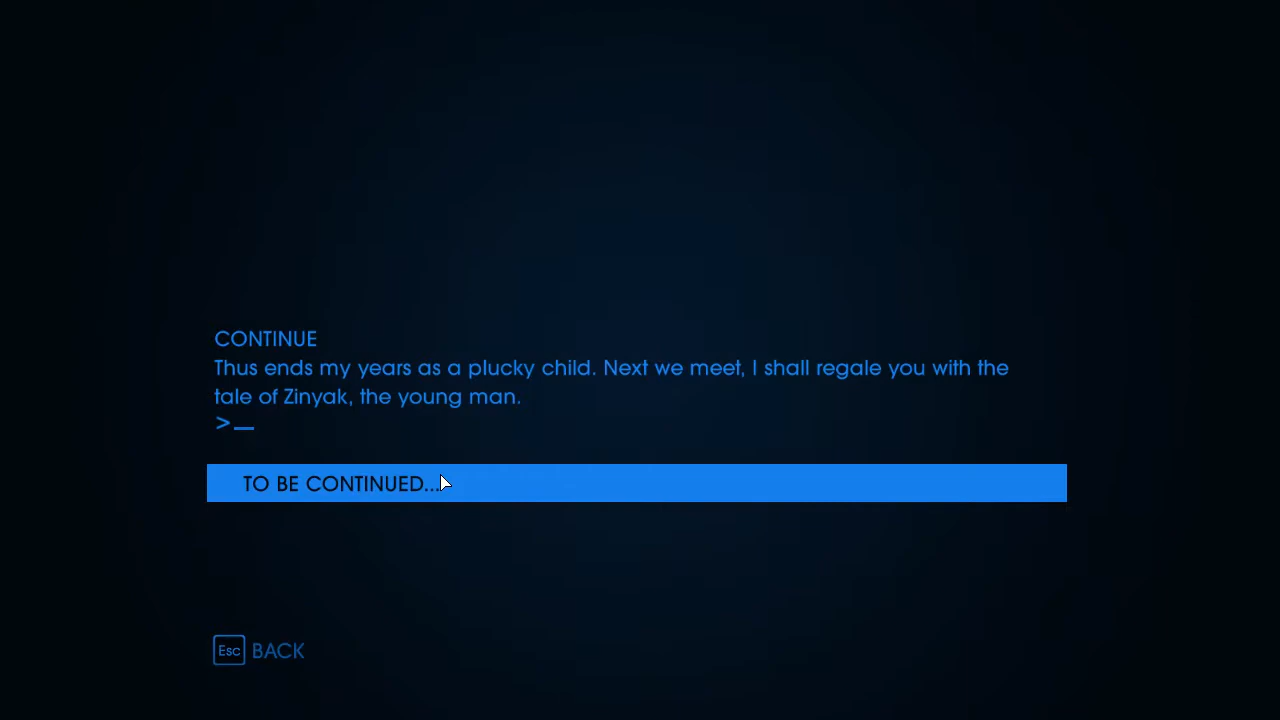 CONTINUE
Thus ends my years as a plucky child. Next we meet, I shall regale you with the
tale of Zinyak, the young man.
>_
TO BE CONTINUED...
Esc BACK